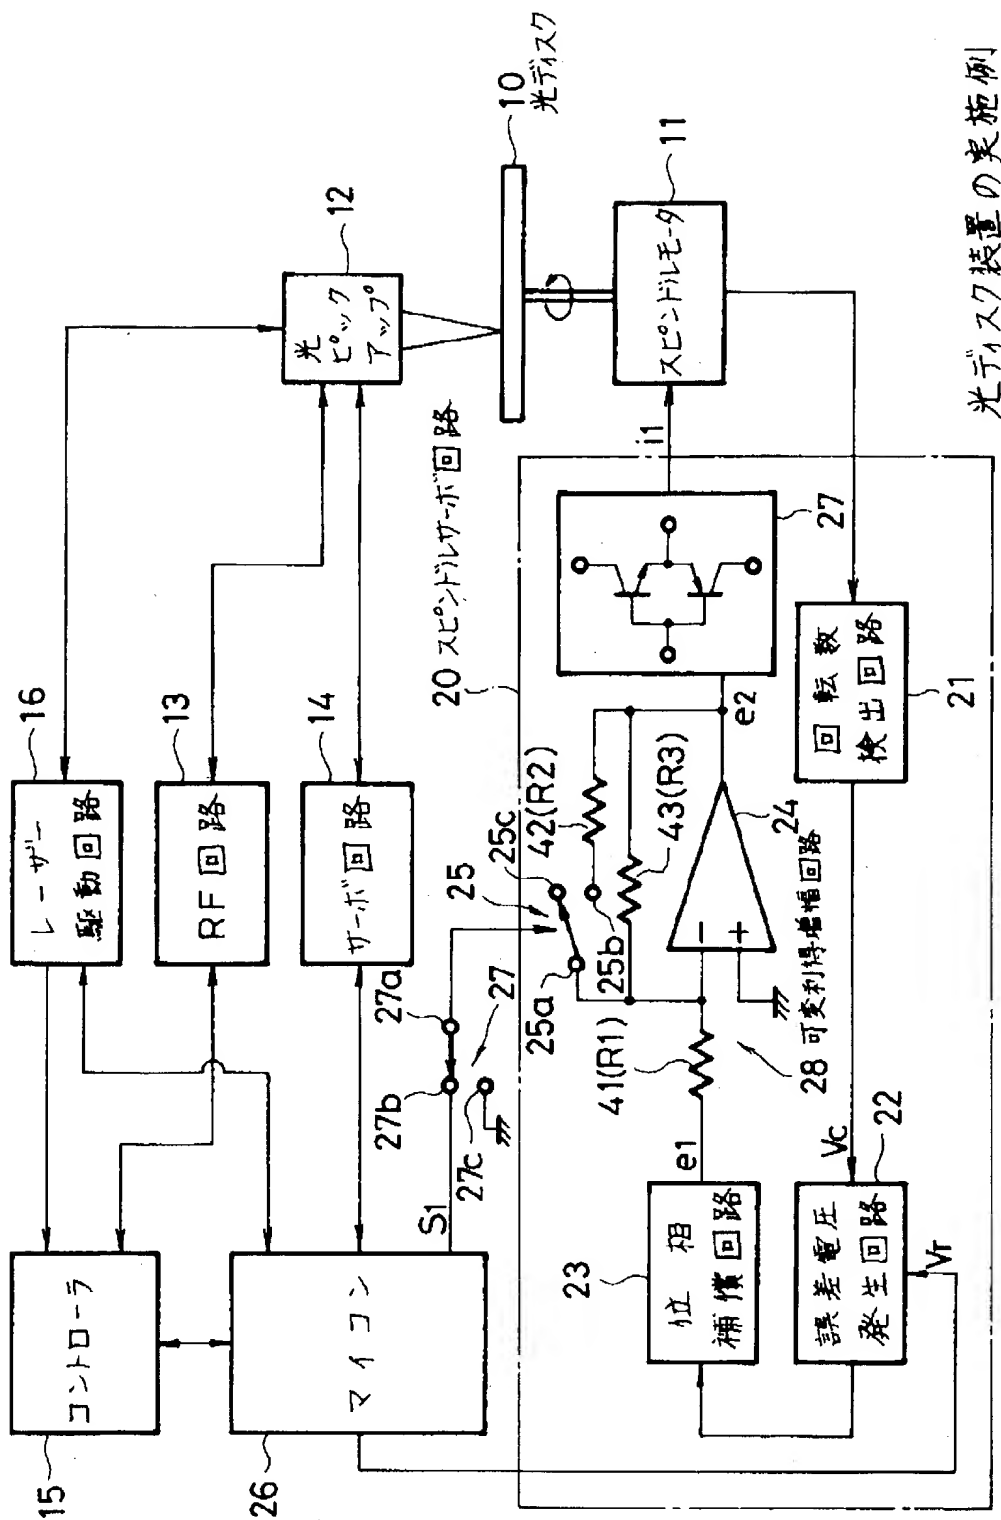 レーザー
駆動回路
16
RF回路
13
サーボ回路
14
コントローラ
15
マイコン
26
光
ピック
アップ
12
10
光ディスク
スピンドルモータ
11
20 スピンドルサーボ回路
S1
27b
27a
27c
27
25
25a
25b
25c
42(R2)
43(R3)
41(R1)
e1
e2
24
28 可変利得増幅回路
27
i1
位相
補償回路
23
誤差電圧
発生回路
22
Vr
Vc
回転数
検出回路
21
光ディスク装置の実施例